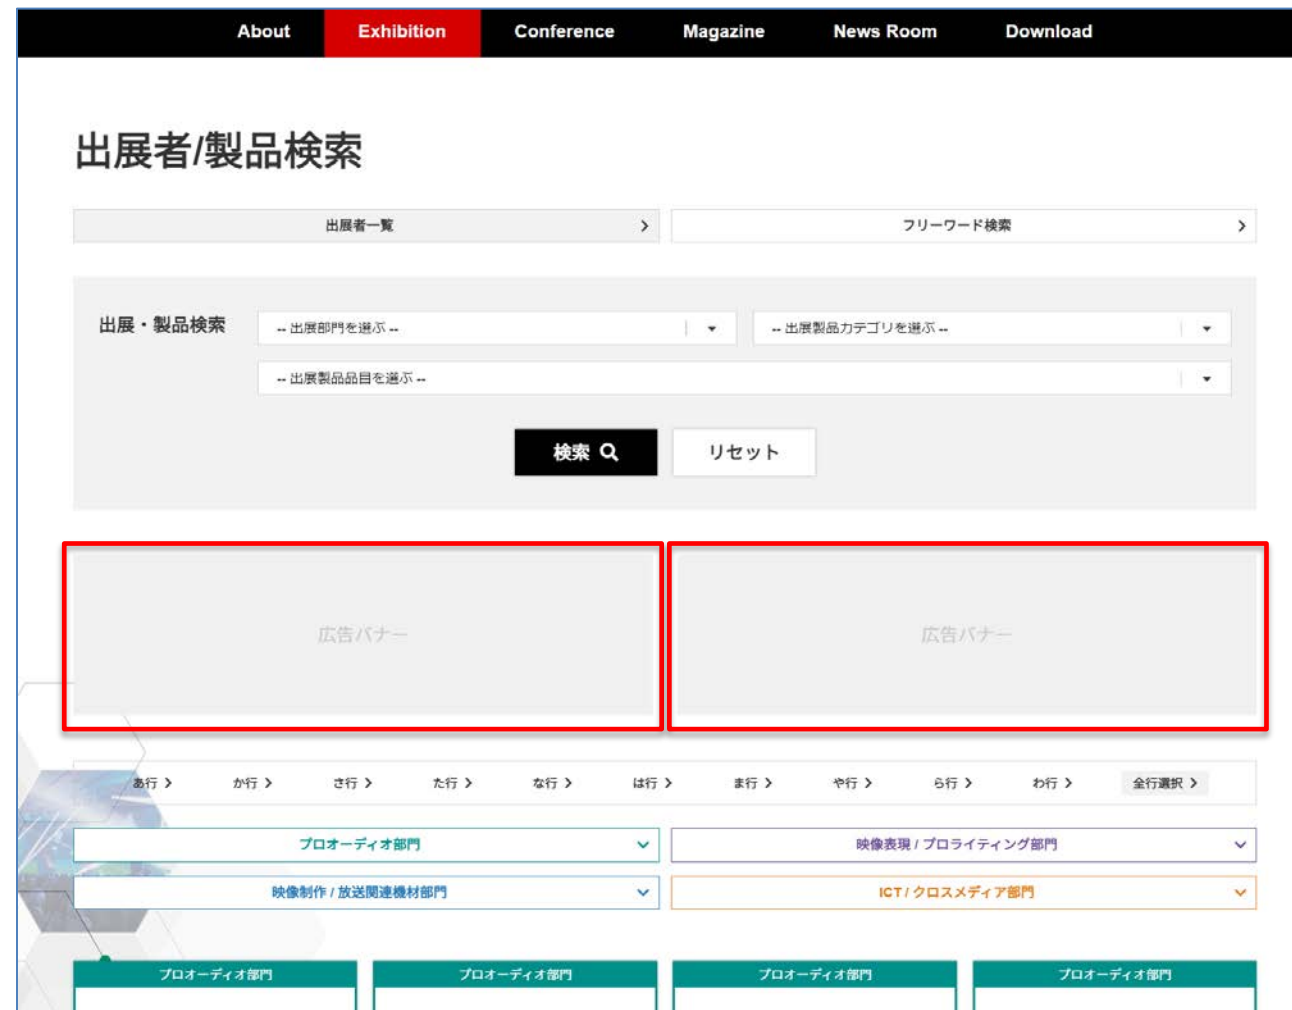 About Exhibition Conference Magazine News Room Download
出展者/製品検索
出展者一覧 フリーワード検索
出展・製品検索 -- 出展部門を選ぶ -- -- 出展製品カテゴリを選ぶ --
-- 出展製品品目を選ぶ --
検索 リセット
広告バナー 広告バナー
あ行 か行 さ行 た行 な行 は行 ま行 や行 ら行 わ行 全行選択
プロオーディオ部門 映像表現 / プロライティング部門
映像制作 / 放送関連機材部門 ICT / クロスメディア部門
プロオーディオ部門 プロオーディオ部門 プロオーディオ部門 プロオーディオ部門